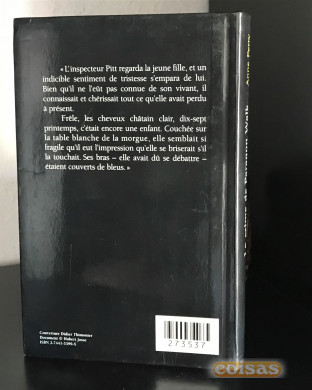 « L'inspecteur Pitt regarda la jeune fille, et un
indicible sentiment de tristesse s'empara de lui.
Bien qu'il ne l'eût pas connue de son vivant, il
connaissait et chérissait tout ce qu'elle avait perdu
à présent.
Frêle, les cheveux châtain clair, dix-sept
printemps, c'était encore une enfant. Couchée sur
la table blanche de la morgue, elle semblait si
fragile qu'il eut l'impression qu'elle se briserait s'il
la touchait. Ses bras – elle avait dû se débattre –
étaient couverts de bleus. »
Couverture Didier Thimonier
Document © Hubert Josse
273537
Le crime de Paragon Walk
Anne Perry
edisas